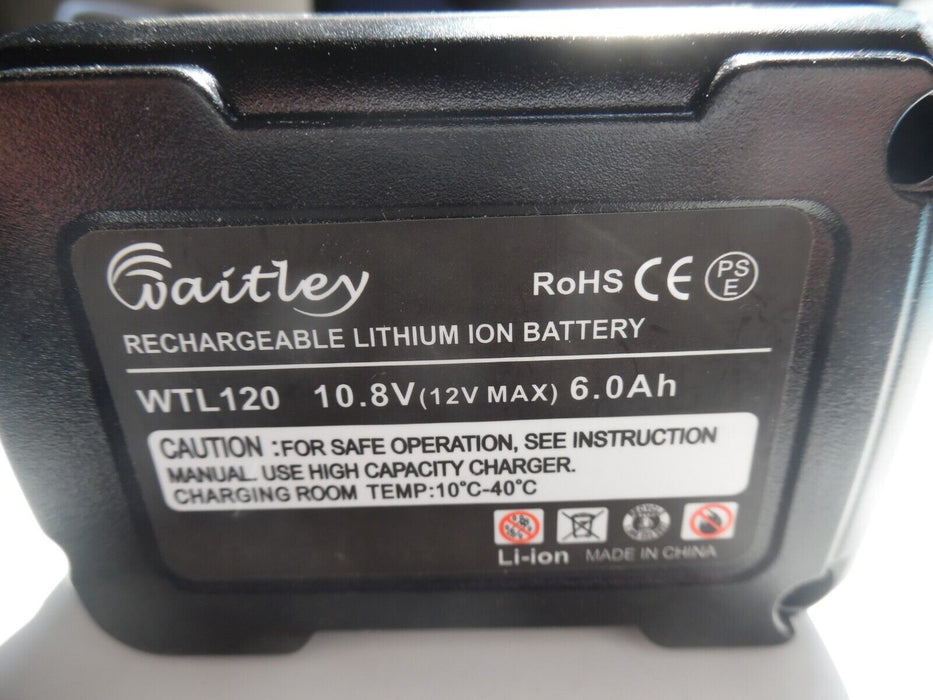 Waitley
RoHS CE PSE
RECHARGEABLE LITHIUM ION BATTERY
WTL120 10.8V(12V MAX) 6.0Ah
CAUTION :FOR SAFE OPERATION, SEE INSTRUCTION
MANUAL. USE HIGH CAPACITY CHARGER.
CHARGING ROOM TEMP:10°C-40°C
Li-ion MADE IN CHINA